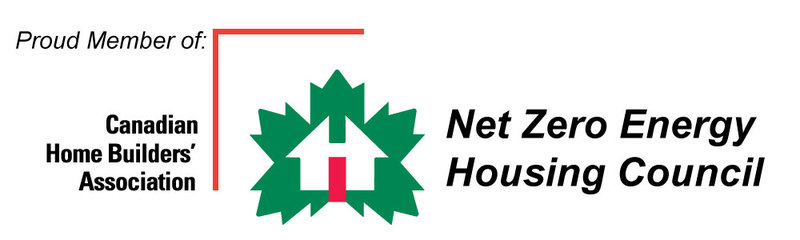 Proud Member of:
Canadian
Home Builders'
Association
Net Zero Energy
Housing Council